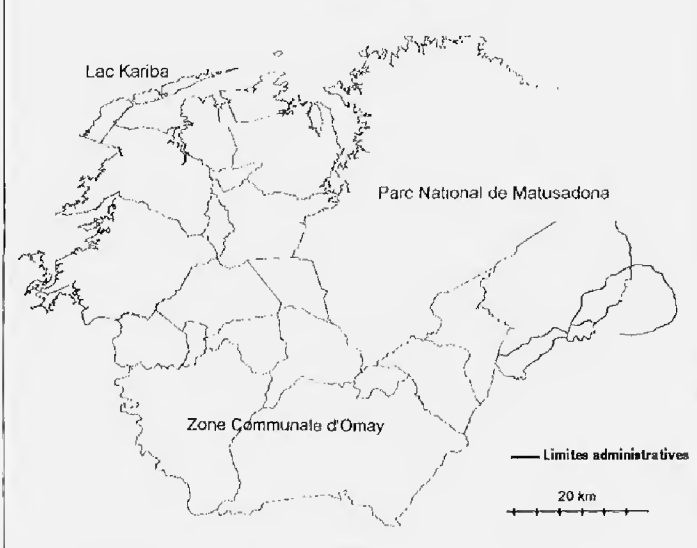 Lac Kariba
Parc National de Matusadona
Zone Communale d'Omay
Limites administratives
20 km